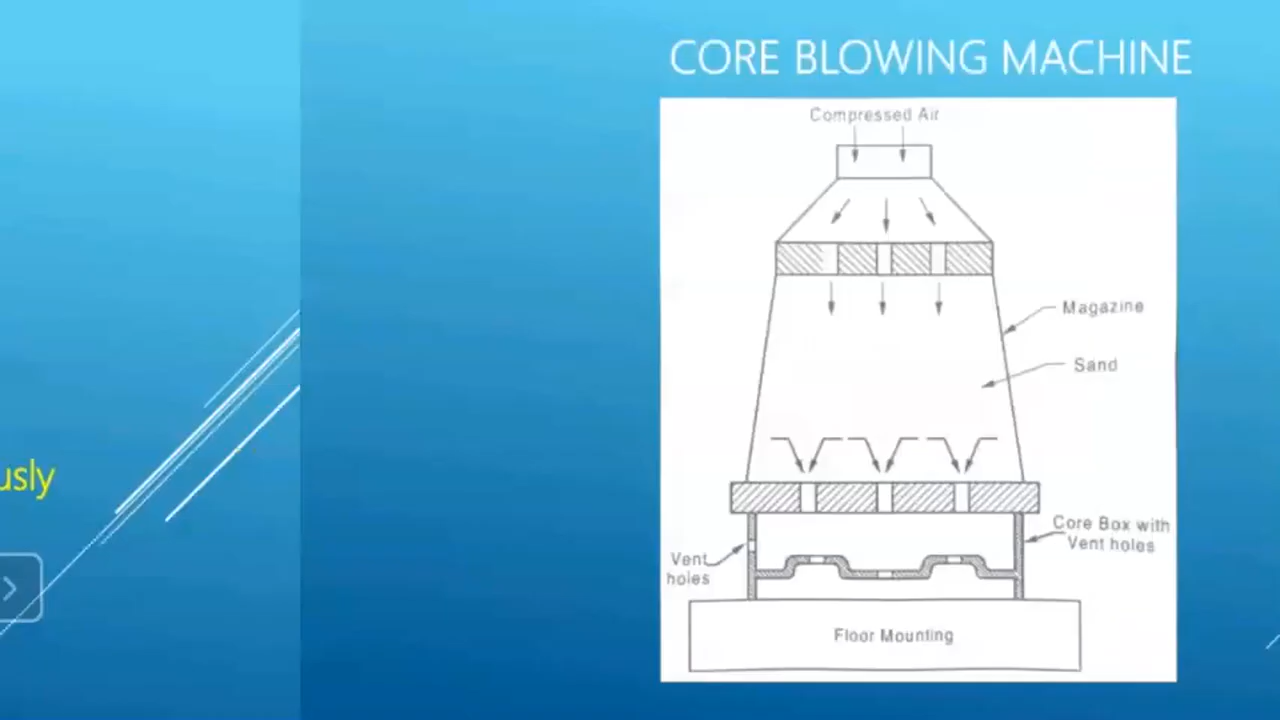 CORE BLOWING MACHINE
Compressed Air
Magazine
Sand
Core Box with
Vent holes
Vent
holes
Floor Mounting
usly